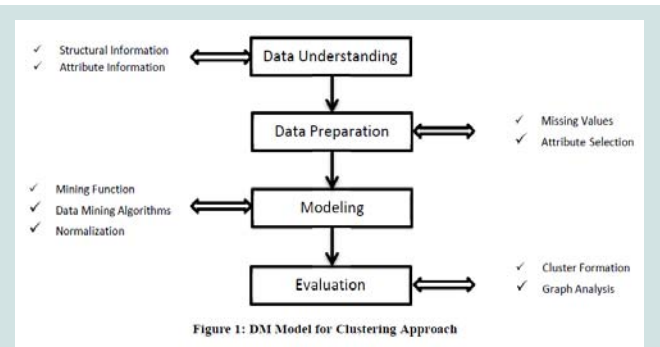 ✓ Structural Information
✓ Attribute Information
Data Understanding
Data Preparation
✓ Missing Values
✓ Attribute Selection
✓ Mining Function
✓ Data Mining Algorithms
✓ Normalization
Modeling
Evaluation
✓ Cluster Formation
✓ Graph Analysis
Figure 1: DM Model for Clustering Approach